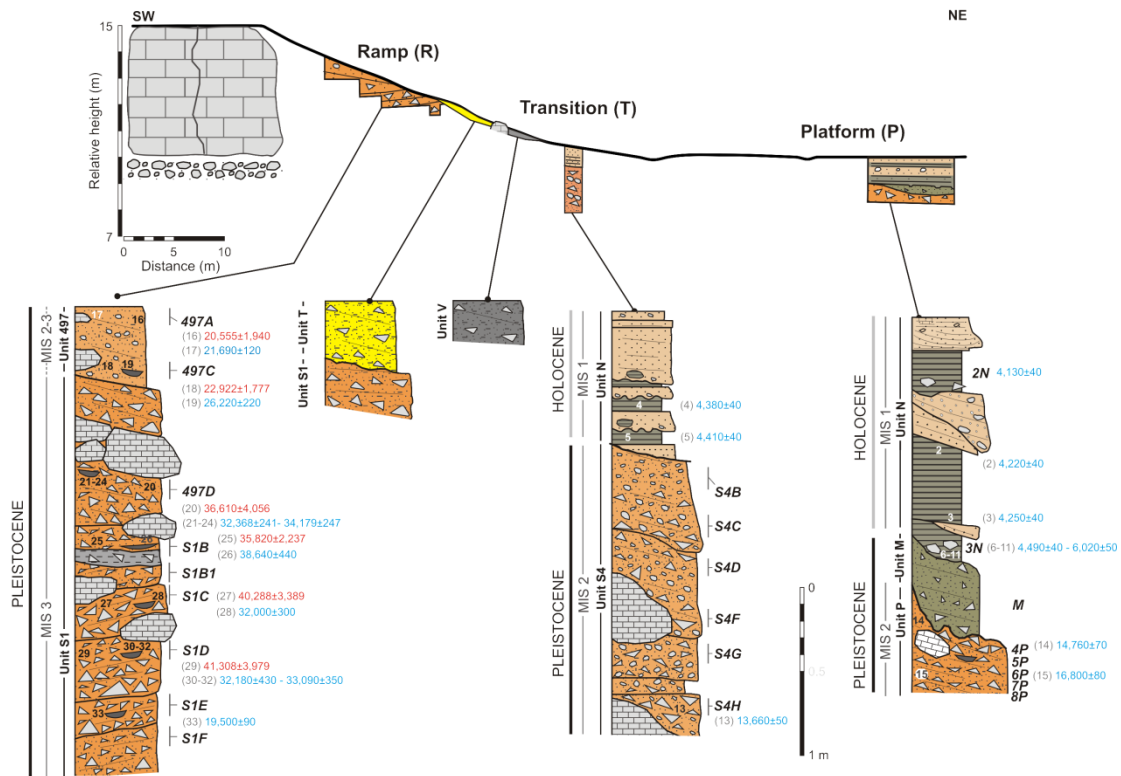 SW
NE
15
Relative height (m)
7
0 5 10
Distance (m)
Ramp (R)
Transition (T)
Platform (P)
PLEISTOCENE
MIS 2-3
MIS 3
Unit 497
Unit S1
17
16
497A
(16) 20,555±1,940
(17) 21,690±120
18
19
497C
(18) 22,922±1,777
(19) 26,220±220
21-24
20
497D
(20) 36,610±4,056
(21-24) 32,368±241- 34,179±247
25
26
S1B
(25) 35,820±2,237
(26) 38,640±440
S1B1
27
28
S1C
(27) 40,288±3,389
(28) 32,000±300
29
30-32
S1D
(29) 41,308±3,979
(30-32) 32,180±430 - 33,090±350
33
S1E
(33) 19,500±90
S1F
Unit S1
Unit T
Unit V
HOLOCENE
MIS 1
Unit N
4
(4) 4,380±40
5
(5) 4,410±40
PLEISTOCENE
MIS 2
Unit S4
S4B
S4C
S4D
S4F
S4G
S4H
13
(13) 13,660±50
0
0.5
1 m
HOLOCENE
MIS 1
Unit N
2N 4,130±40
2
(2) 4,220±40
3
(3) 4,250±40
3N (6-11) 4,490±40 - 6,020±50
6-11
PLEISTOCENE
MIS 2
Unit M
Unit P
M
14
4P (14) 14,760±70
5P
15
6P (15) 16,800±80
7P
8P